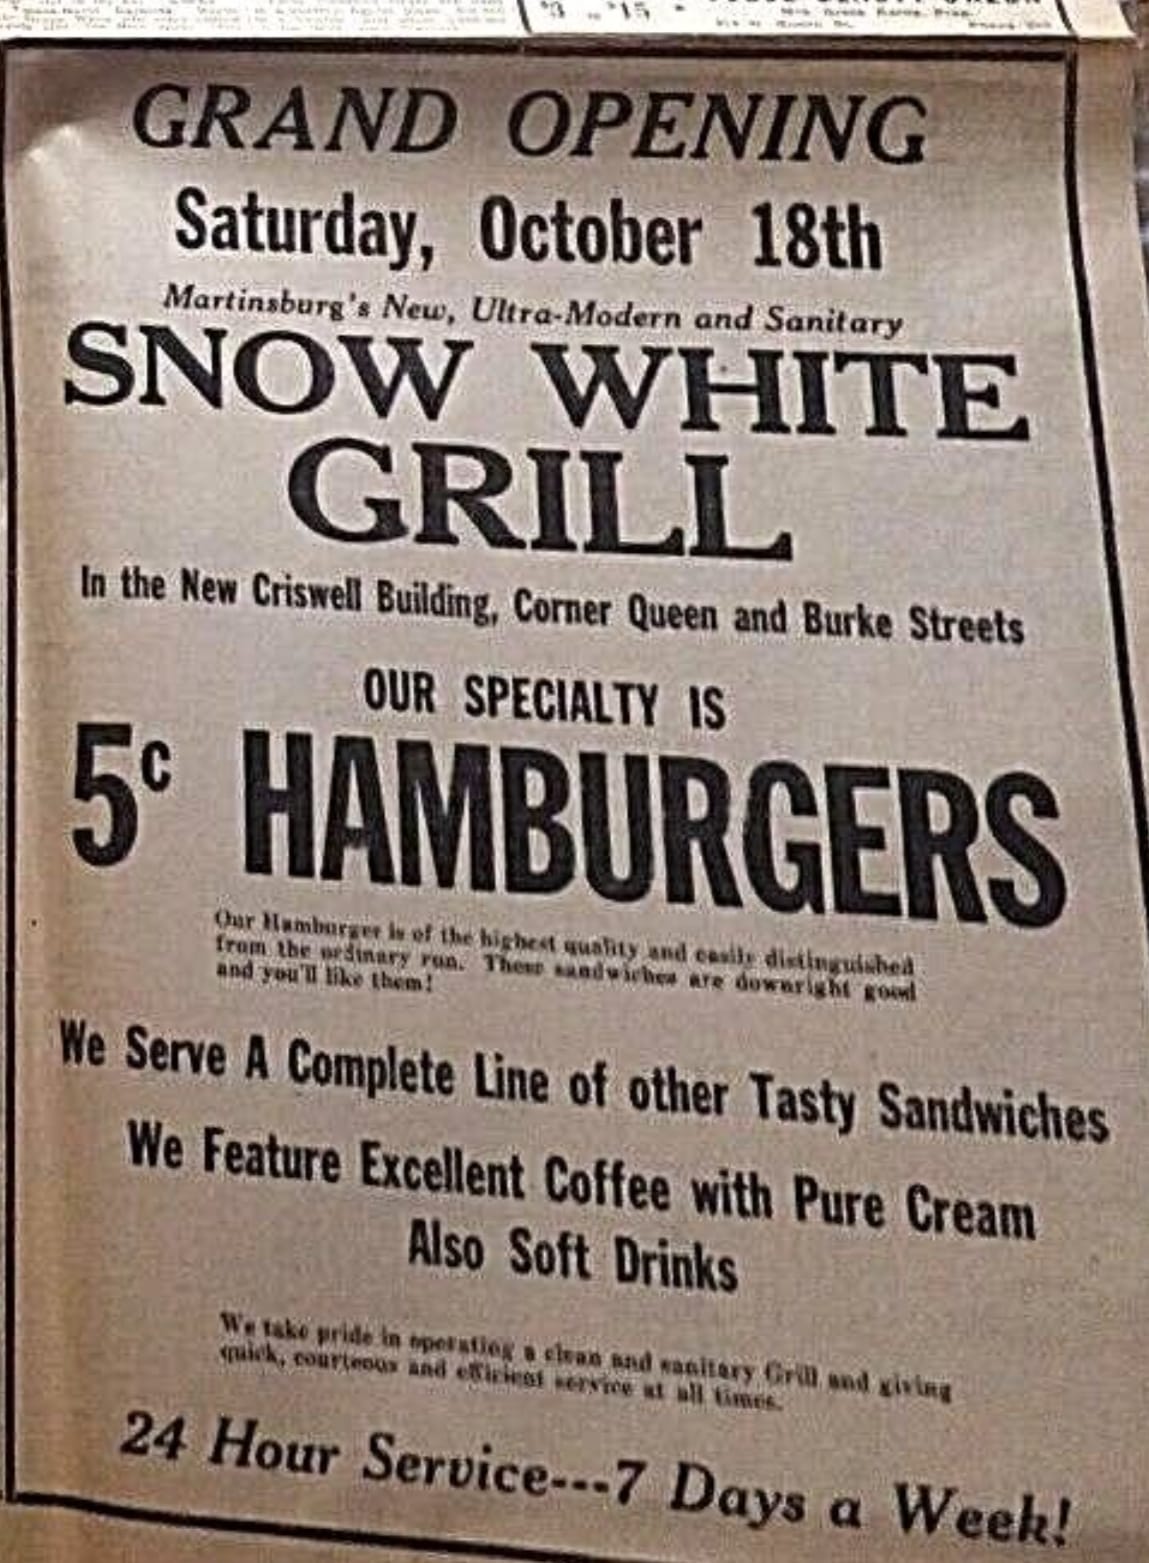 $3 to $15
GRAND OPENING
Saturday, October 18th
Martinsburg's New, Ultra-Modern and Sanitary
SNOW WHITE
GRILL
In the New Criswell Building, Corner Queen and Burke Streets
OUR SPECIALTY IS
5c HAMBURGERS
Our Hamburger is of the highest quality and easily distinguished
from the ordinary run. These sandwiches are downright good
and you'll like them!
We Serve A Complete Line of other Tasty Sandwiches
We Feature Excellent Coffee with Pure Cream
Also Soft Drinks
We take pride in operating a clean and sanitary Grill and giving
quick, courteous and efficient service at all times.
24 Hour Service---7 Days a Week!